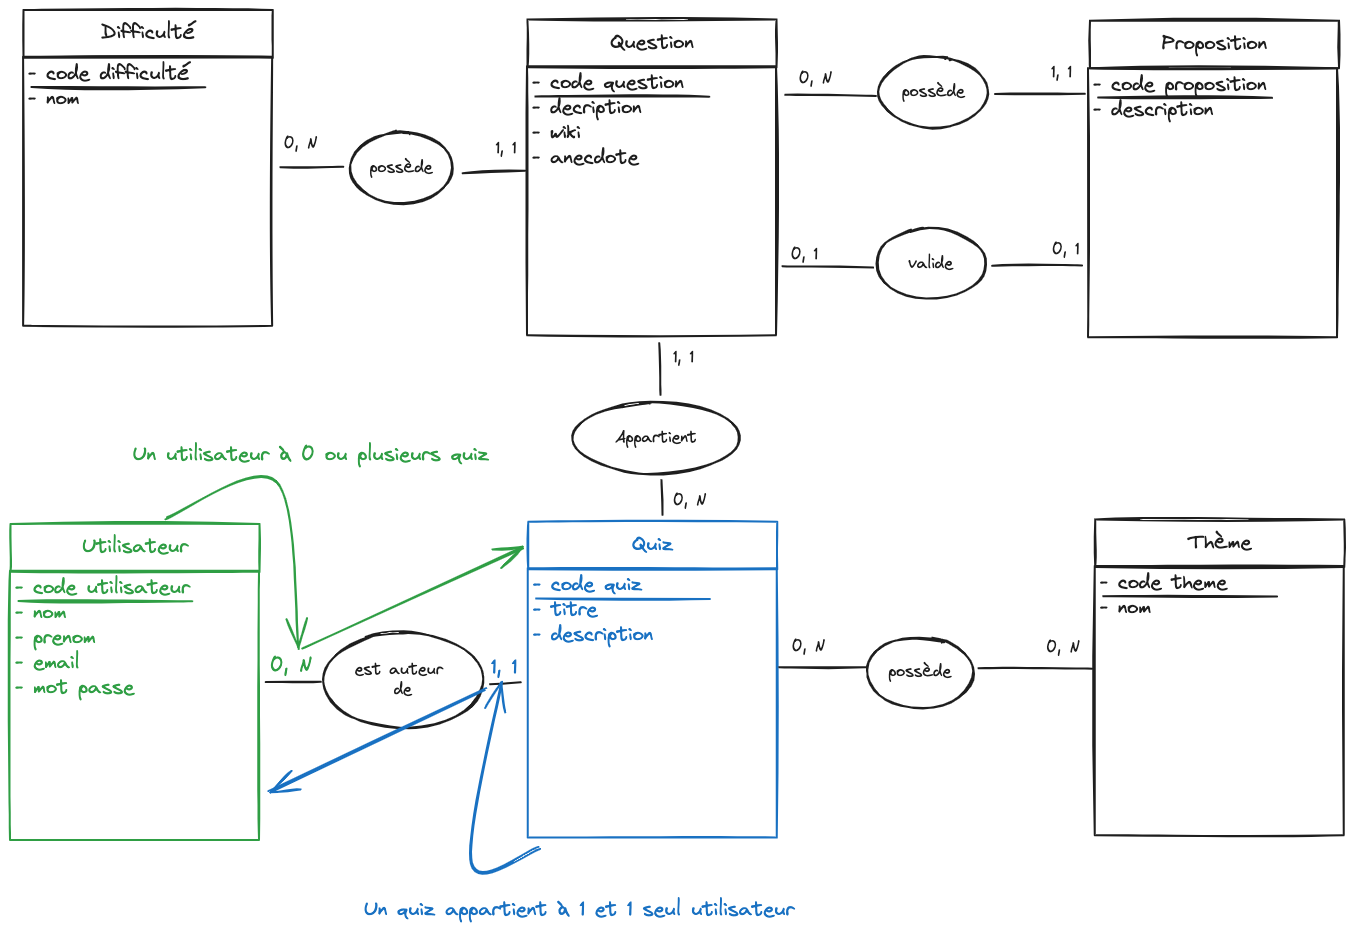 Difficulté
- code difficulté
- nom
0, N
possède
1, 1
Question
- code question
- decription
- wiki
- anecdote
0, N
possède
1, 1
0, 1
valide
0, 1
Proposition
- code proposition
- description
1, 1
Appartient
0, N
Un utilisateur à 0 ou plusieurs quiz
Utilisateur
- code utilisateur
- nom
- prenom
- email
- mot passe
0, N
est auteur
de
1, 1
Quiz
- code quiz
- titre
- description
0, N
possède
0, N
Thème
- code theme
- nom
Un quiz appartient à 1 et 1 seul utilisateur